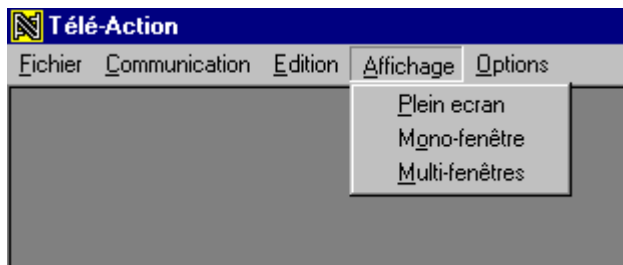 Télé-Action
Fichier Communication Edition Affichage Options
Plein ecran
Mono-fenêtre
Multi-fenêtres